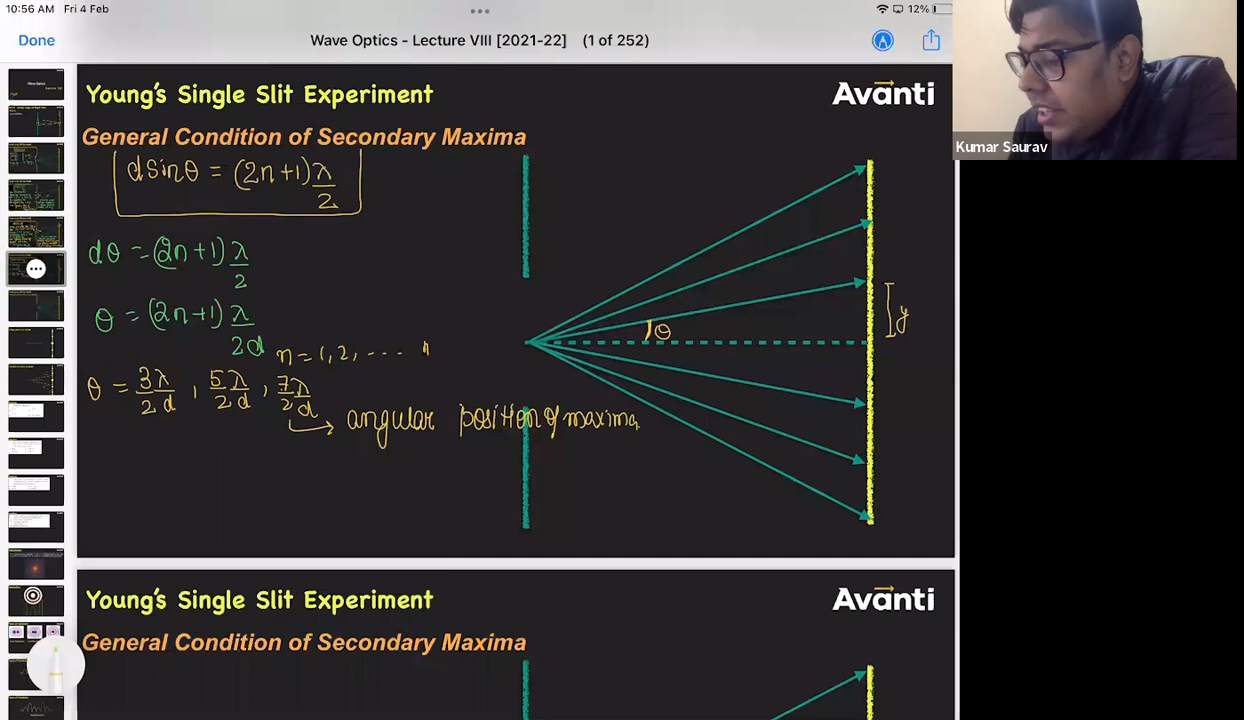 10:56 AM Fri 4 Feb
12%
Done
Wave Optics - Lecture VIII [2021-22] (1 of 252)
Young's Single Slit Experiment
Avanti
General Condition of Secondary Maxima
dsinθ = (2n+1)λ/2
dθ = (2n+1)λ/2
θ = (2n+1)λ/2d
n = 1, 2, ....
θ = 3λ/2d, 5λ/2d, 7λ/2d
angular position of maxima
θ
y
Kumar Saurav
Young's Single Slit Experiment
Avanti
General Condition of Secondary Maxima